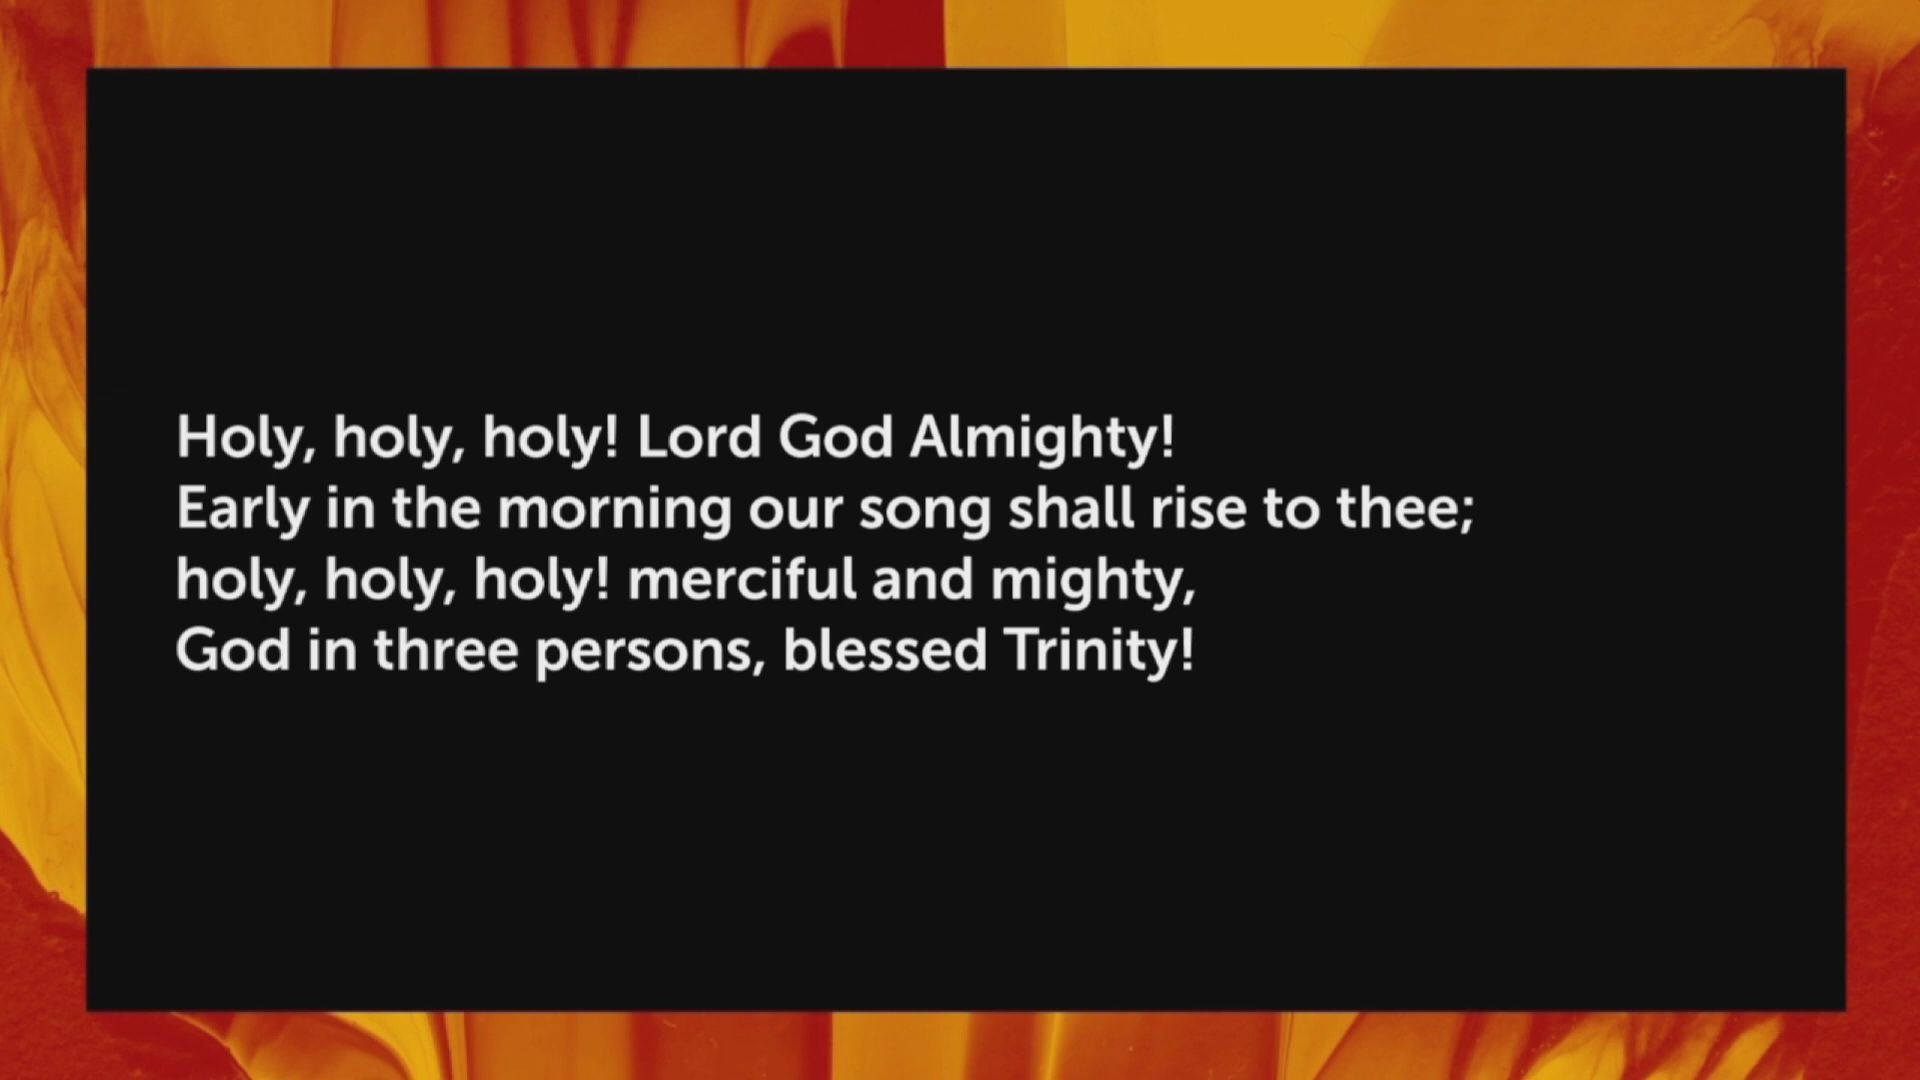 Holy, holy, holy! Lord God Almighty!
Early in the morning our song shall rise to thee;
holy, holy, holy! merciful and mighty,
God in three persons, blessed Trinity!